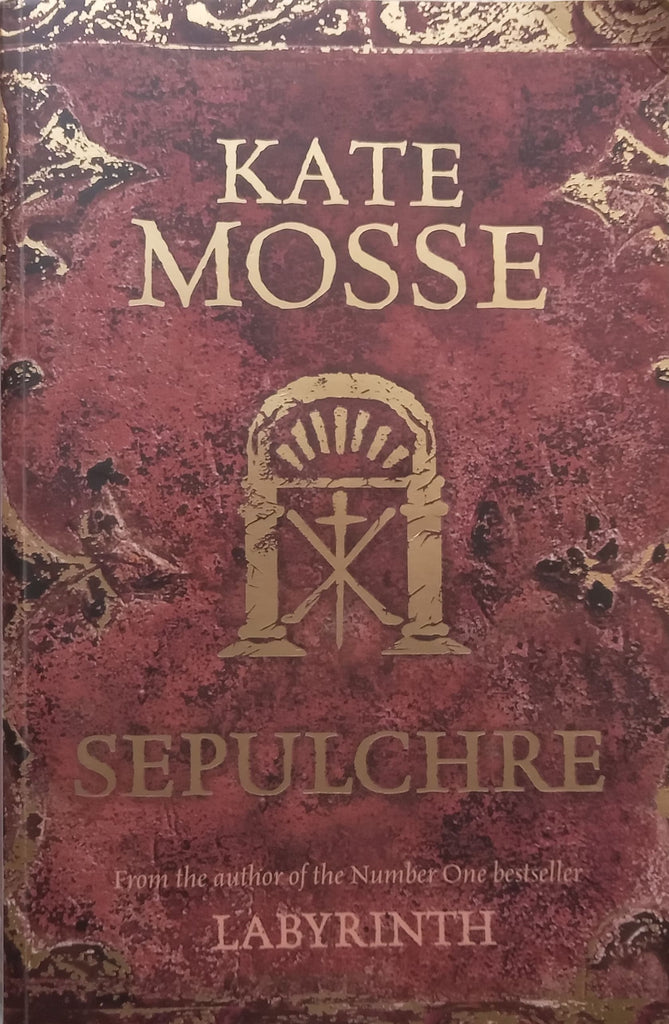 KATE
MOSSE
SEPULCHRE
From the author of the Number One bestseller
LABYRINTH